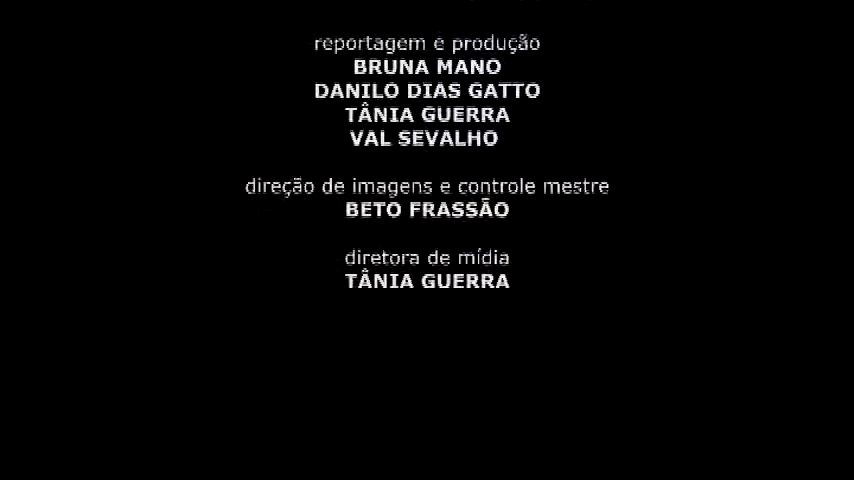 reportagem e produção
BRUNA MANO
DANILO DIAS GATTO
TÂNIA GUERRA
VAL SEVALHO
direção de imagens e controle mestre
BETO FRASSÃO
diretora de mídia
TÂNIA GUERRA